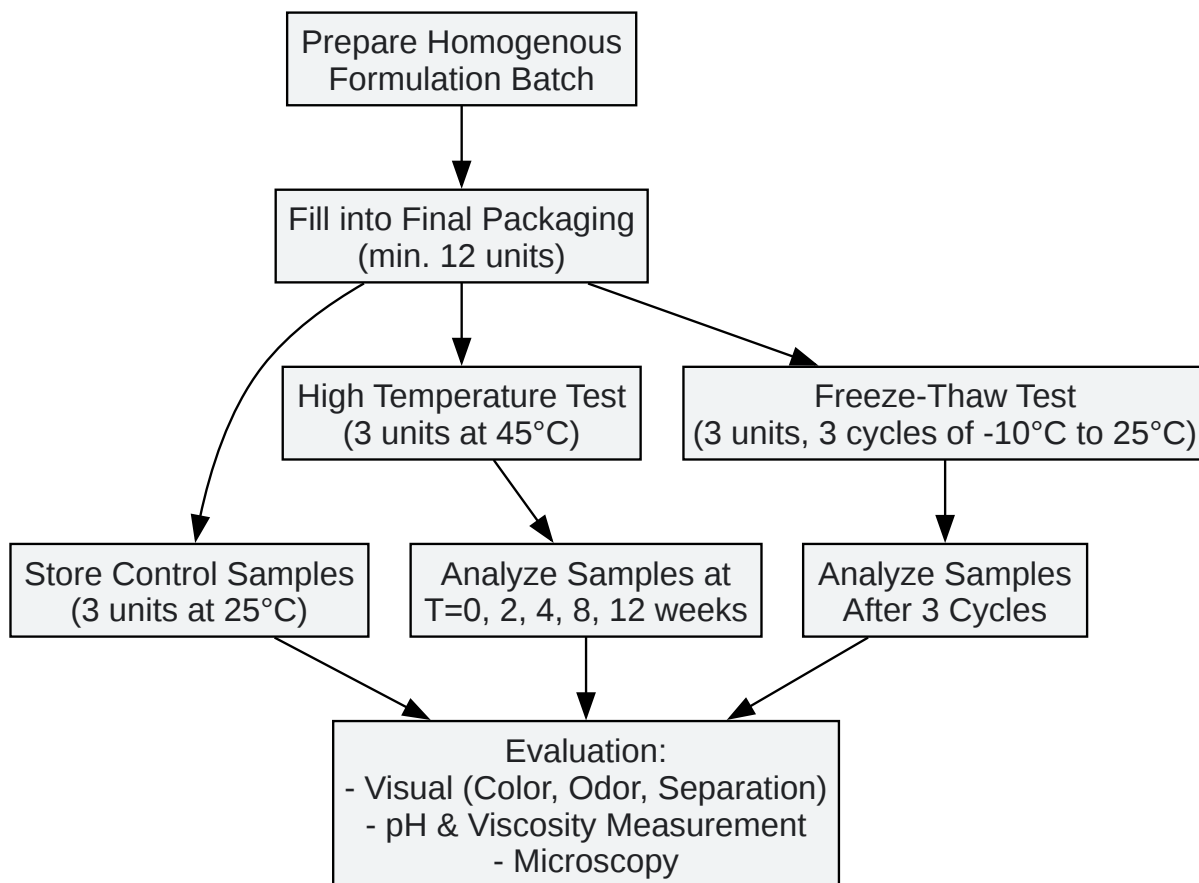 Prepare Homogenous
Formulation Batch
Fill into Final Packaging
(min. 12 units)
High Temperature Test
(3 units at 45°C)
Freeze-Thaw Test
(3 units, 3 cycles of -10°C to 25°C)
Store Control Samples
(3 units at 25°C)
Analyze Samples at
T=0, 2, 4, 8, 12 weeks
Analyze Samples
After 3 Cycles
Evaluation:
- Visual (Color, Odor, Separation)
- pH & Viscosity Measurement
- Microscopy